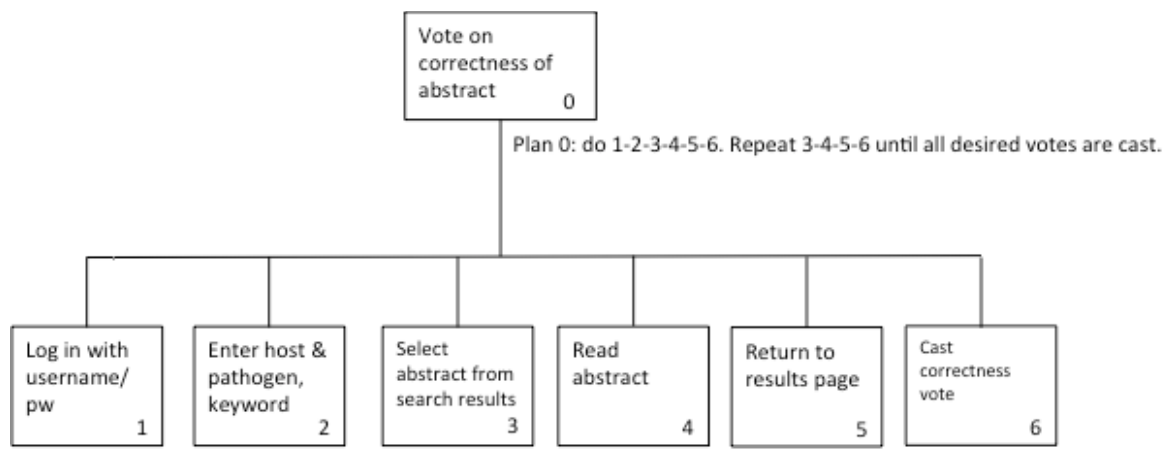 Vote on
correctness of
abstract
0
Plan 0: do 1-2-3-4-5-6. Repeat 3-4-5-6 until all desired votes are cast.
Log in with
username/
pw
1
Enter host &
pathogen,
keyword
2
Select
abstract from
search results
3
Read
abstract
4
Return to
results page
5
Cast
correctness
vote
6